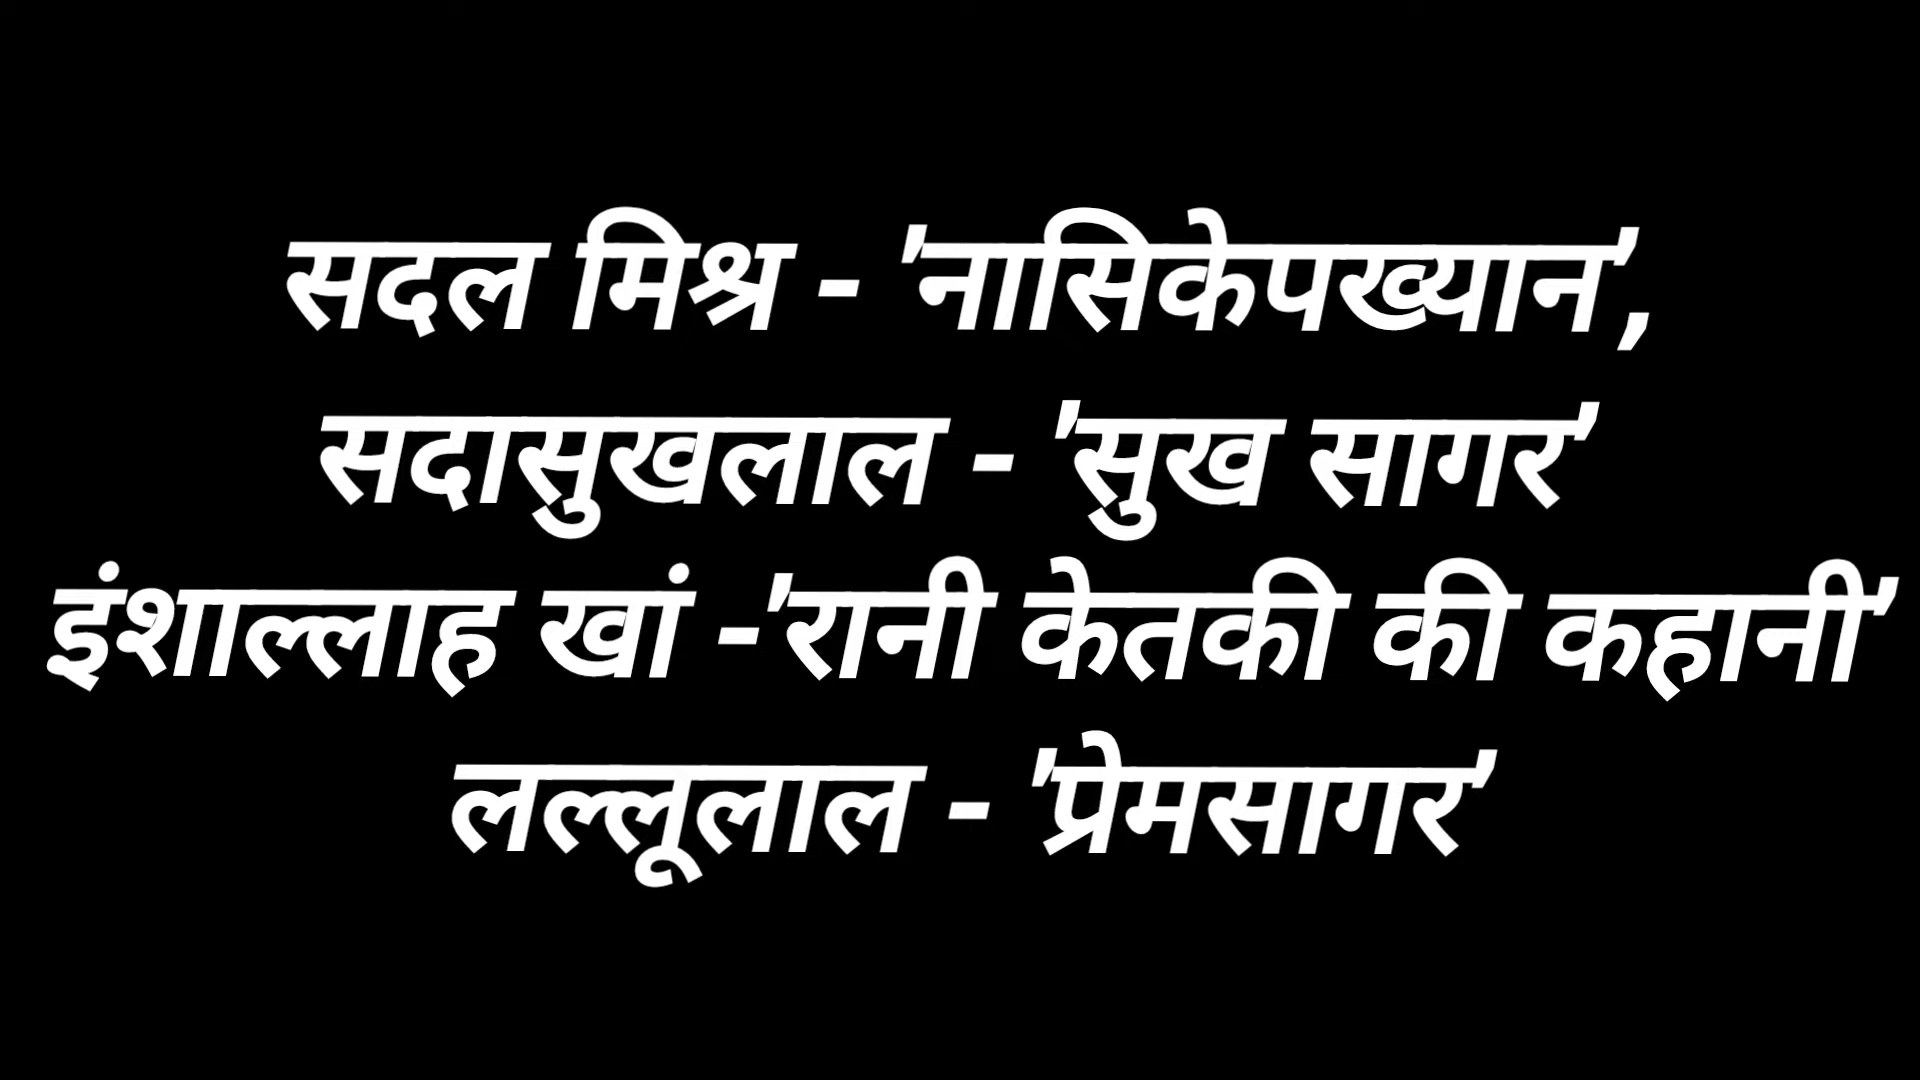 सदल मिश्र - 'नासिकेपख्यान',
सदासुखलाल - 'सुख सागर'
इंशाल्लाह खां -'रानी केतकी की कहानी'
लल्लूलाल - 'प्रेमसागर'